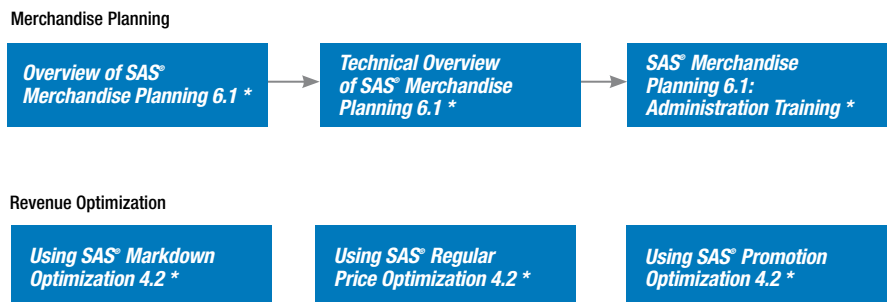 Merchandise Planning
Overview of SAS®
Merchandise Planning 6.1 *
Technical Overview
of SAS® Merchandise
Planning 6.1 *
SAS® Merchandise
Planning 6.1:
Administration Training *
Revenue Optimization
Using SAS® Markdown
Optimization 4.2 *
Using SAS® Regular
Price Optimization 4.2 *
Using SAS® Promotion
Optimization 4.2 *